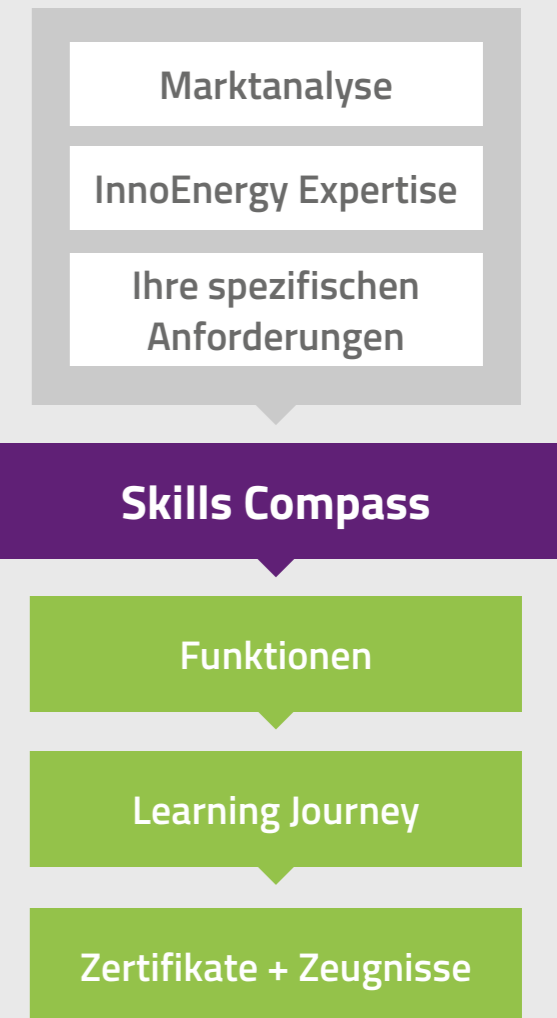 Marktanalyse
InnoEnergy Expertise
Ihre spezifischen
Anforderungen
Skills Compass
Funktionen
Learning Journey
Zertifikate + Zeugnisse